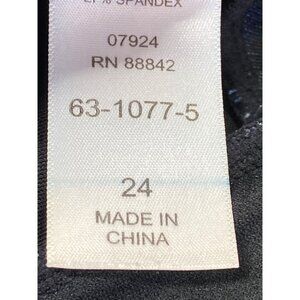 % SPANDEX
07924
RN 88842
63-1077-5
24
MADE IN
CHINA